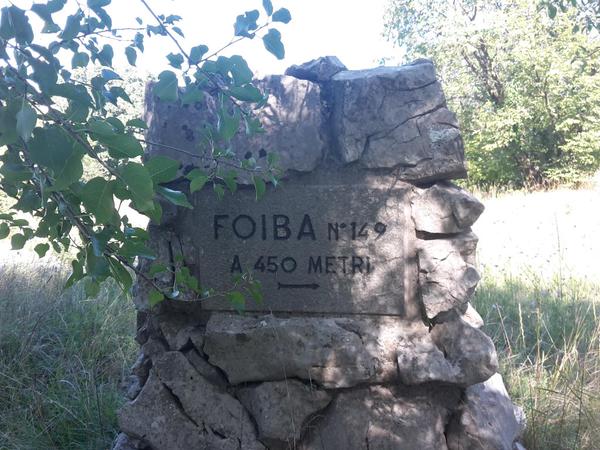 FOIBA N° 149
A 450 METRI
→